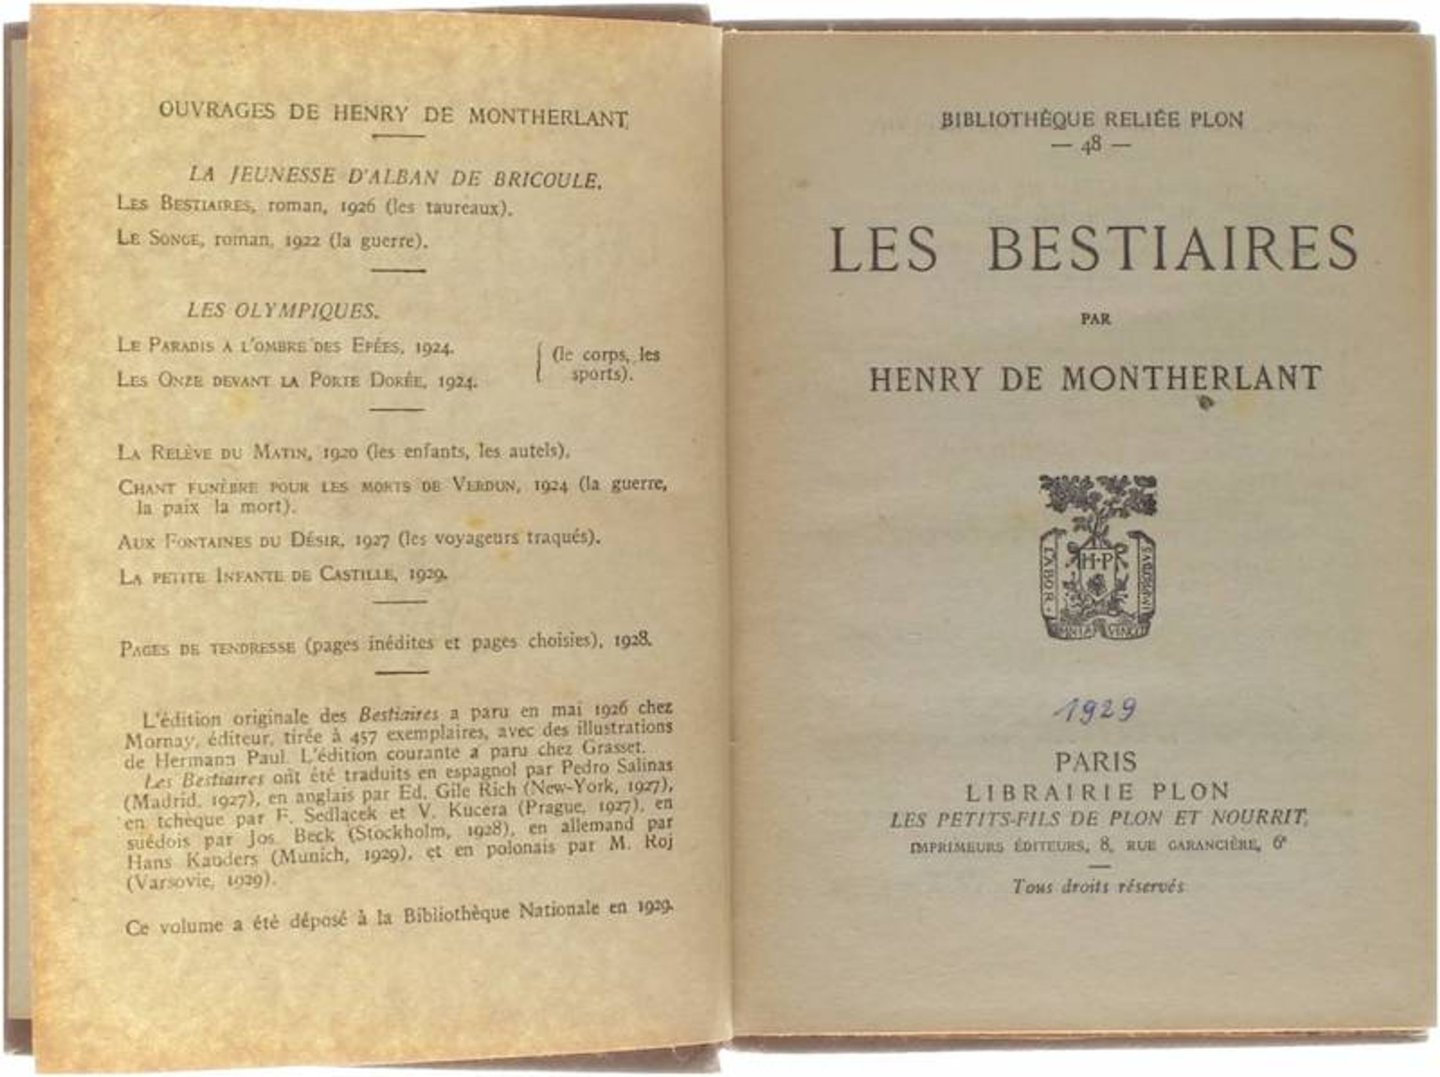 OUVRAGES DE HENRY DE MONTHERLANT
LA JEUNESSE D'ALBAN DE BRICOULE.
LES BESTIAIRES, roman, 1926 (les taureaux).
LE SONGE, roman, 1922 (la guerre).
LES OLYMPIQUES.
LE PARADIS A L'OMBRE DES EPÉES, 1924.
LES ONZE DEVANT LA PORTE DORÉE, 1924.
(le corps, les
sports).
LA RELÈVE DU MATIN, 1920 (les enfants, les autels).
CHANT FUNÈBRE POUR LES MORTS DE VERDUN, 1924 (la guerre,
la paix la mort).
AUX FONTAINES DU DÉSIR, 1927 (les voyageurs traqués).
LA PETITE INFANTE DE CASTILLE, 1929.
PAGES DE TENDRESSE (pages inédites et pages choisies), 1928.
L'édition originale des Bestiaires a paru en mai 1926 chez
Mornay, éditeur, tirée à 457 exemplaires, avec des illustrations
de Hermann Paul. L'édition courante a paru chez Grasset.
Les Bestiaires ont été traduits en espagnol par Pedro Salinas
(Madrid, 1927), en anglais par Ed. Gile Rich (New-York, 1927),
en tchèque par F. Sedlacek et V. Kucera (Prague, 1927), en
suédois par Jos. Beck (Stockholm, 1928), en allemand par
Hans Kauders (Munich, 1929), et en polonais par M. Roj
(Varsovie, 1929).
Ce volume a été déposé à la Bibliothèque Nationale en 1929.
BIBLIOTHÈQUE RELIÉE PLON
— 48 —
LES BESTIAIRES
PAR
HENRY DE MONTHERLANT
H·P
LABOR
OMNIA VINCIT
IMPROBUS
1929
PARIS
LIBRAIRIE PLON
LES PETITS-FILS DE PLON ET NOURRIT,
IMPRIMEURS ÉDITEURS, 8, RUE GARANCIÈRE, 6e
Tous droits réservés